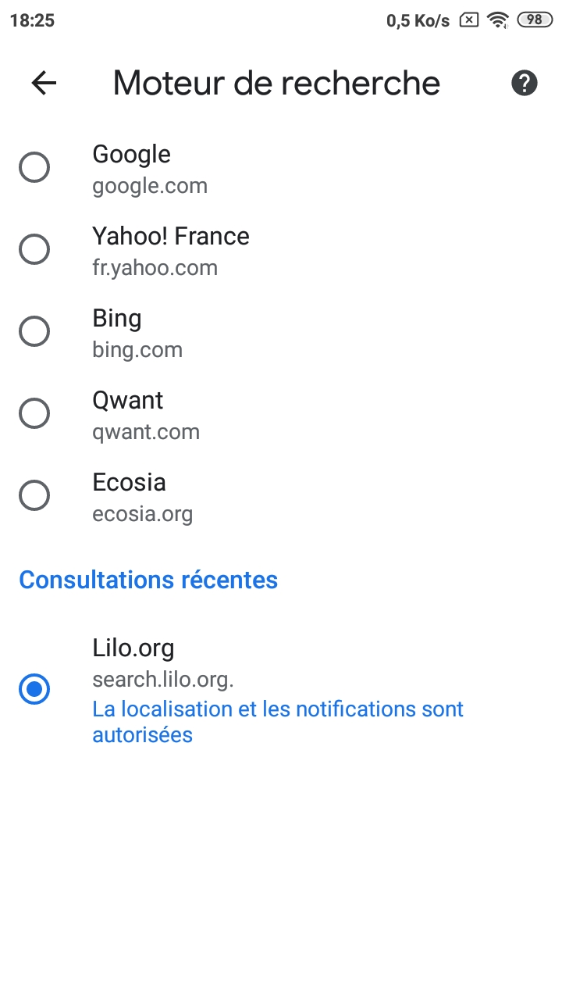 18:25
0,5 Ko/s
98
Moteur de recherche
?
Google
google.com
Yahoo! France
fr.yahoo.com
Bing
bing.com
Qwant
qwant.com
Ecosia
ecosia.org
Consultations récentes
Lilo.org
search.lilo.org.
La localisation et les notifications sont
autorisées